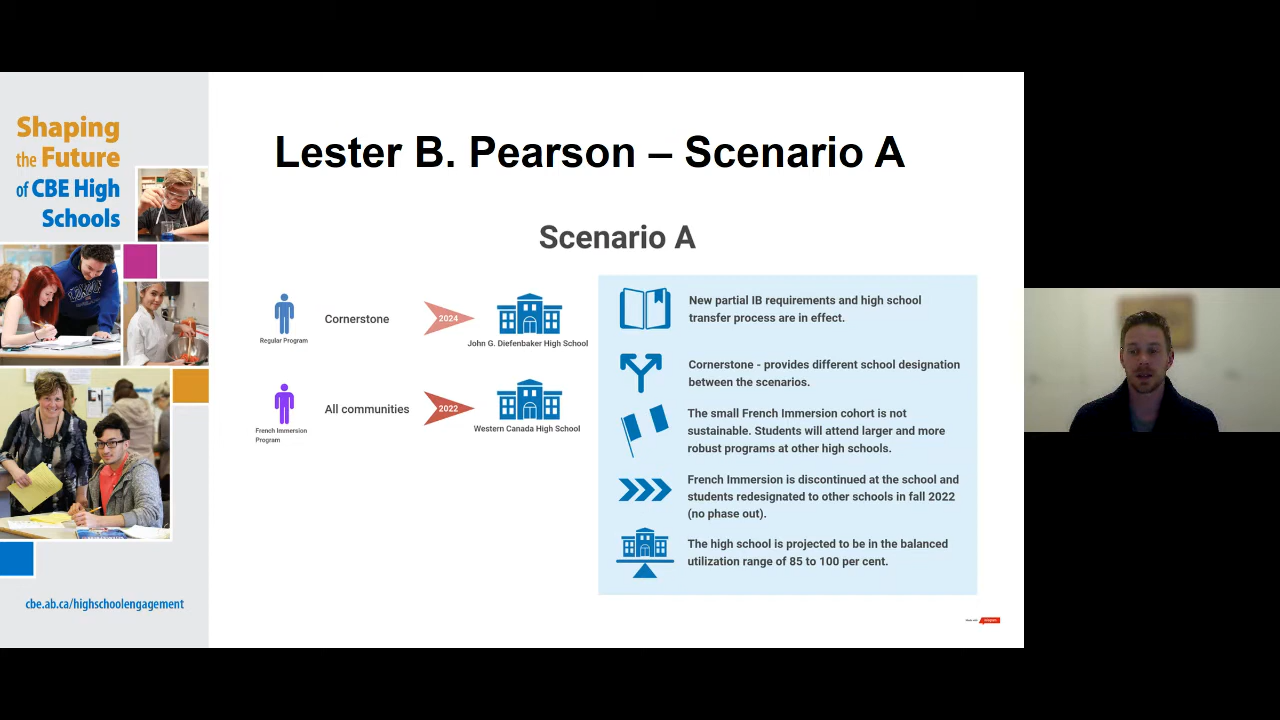 Shaping
the Future
of CBE High
Schools
cbe.ab.ca/highschoolengagement
Lester B. Pearson – Scenario A
Scenario A
Regular Program
Cornerstone
2024
John G. Diefenbaker High School
French Immersion
Program
All communities
2022
Western Canada High School
New partial IB requirements and high school
transfer process are in effect.
Cornerstone - provides different school designation
between the scenarios.
The small French Immersion cohort is not
sustainable. Students will attend larger and more
robust programs at other high schools.
French Immersion is discontinued at the school and
students redesignated to other schools in fall 2022
(no phase out).
The high school is projected to be in the balanced
utilization range of 85 to 100 per cent.